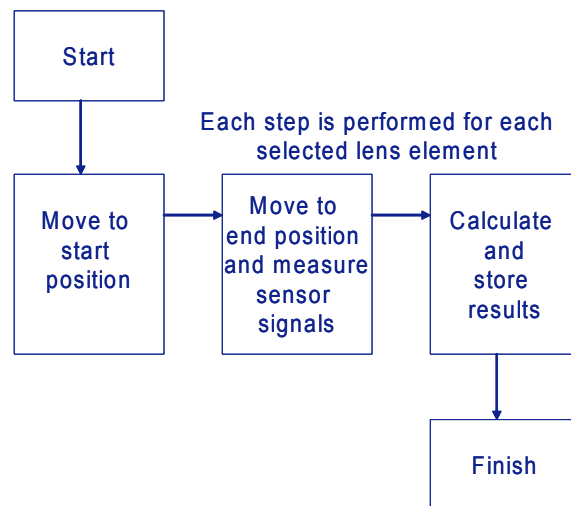 Start
Each step is performed for each
selected lens element
Move to
start
position
Move to
end position
and measure
sensor
signals
Calculate
and
store
results
Finish